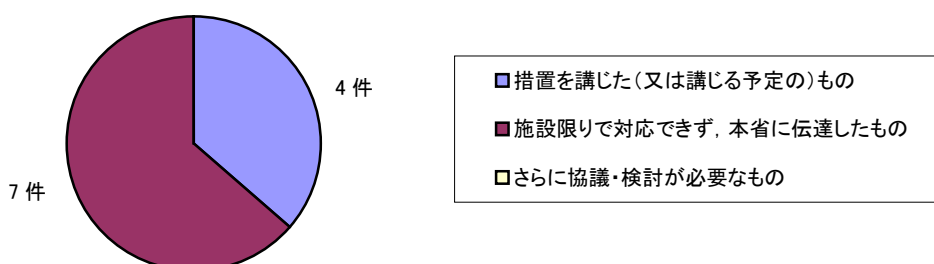 4 件
7 件
措置を講じた(又は講じる予定の)もの
施設限りで対応できず，本省に伝達したもの
さらに協議・検討が必要なもの